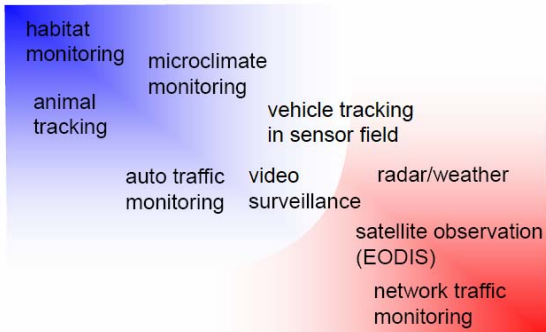 habitat
monitoring
microclimate
monitoring
animal
tracking
vehicle tracking
in sensor field
auto traffic
monitoring
video
surveillance
radar/weather
satellite observation
(EODIS)
network traffic
monitoring